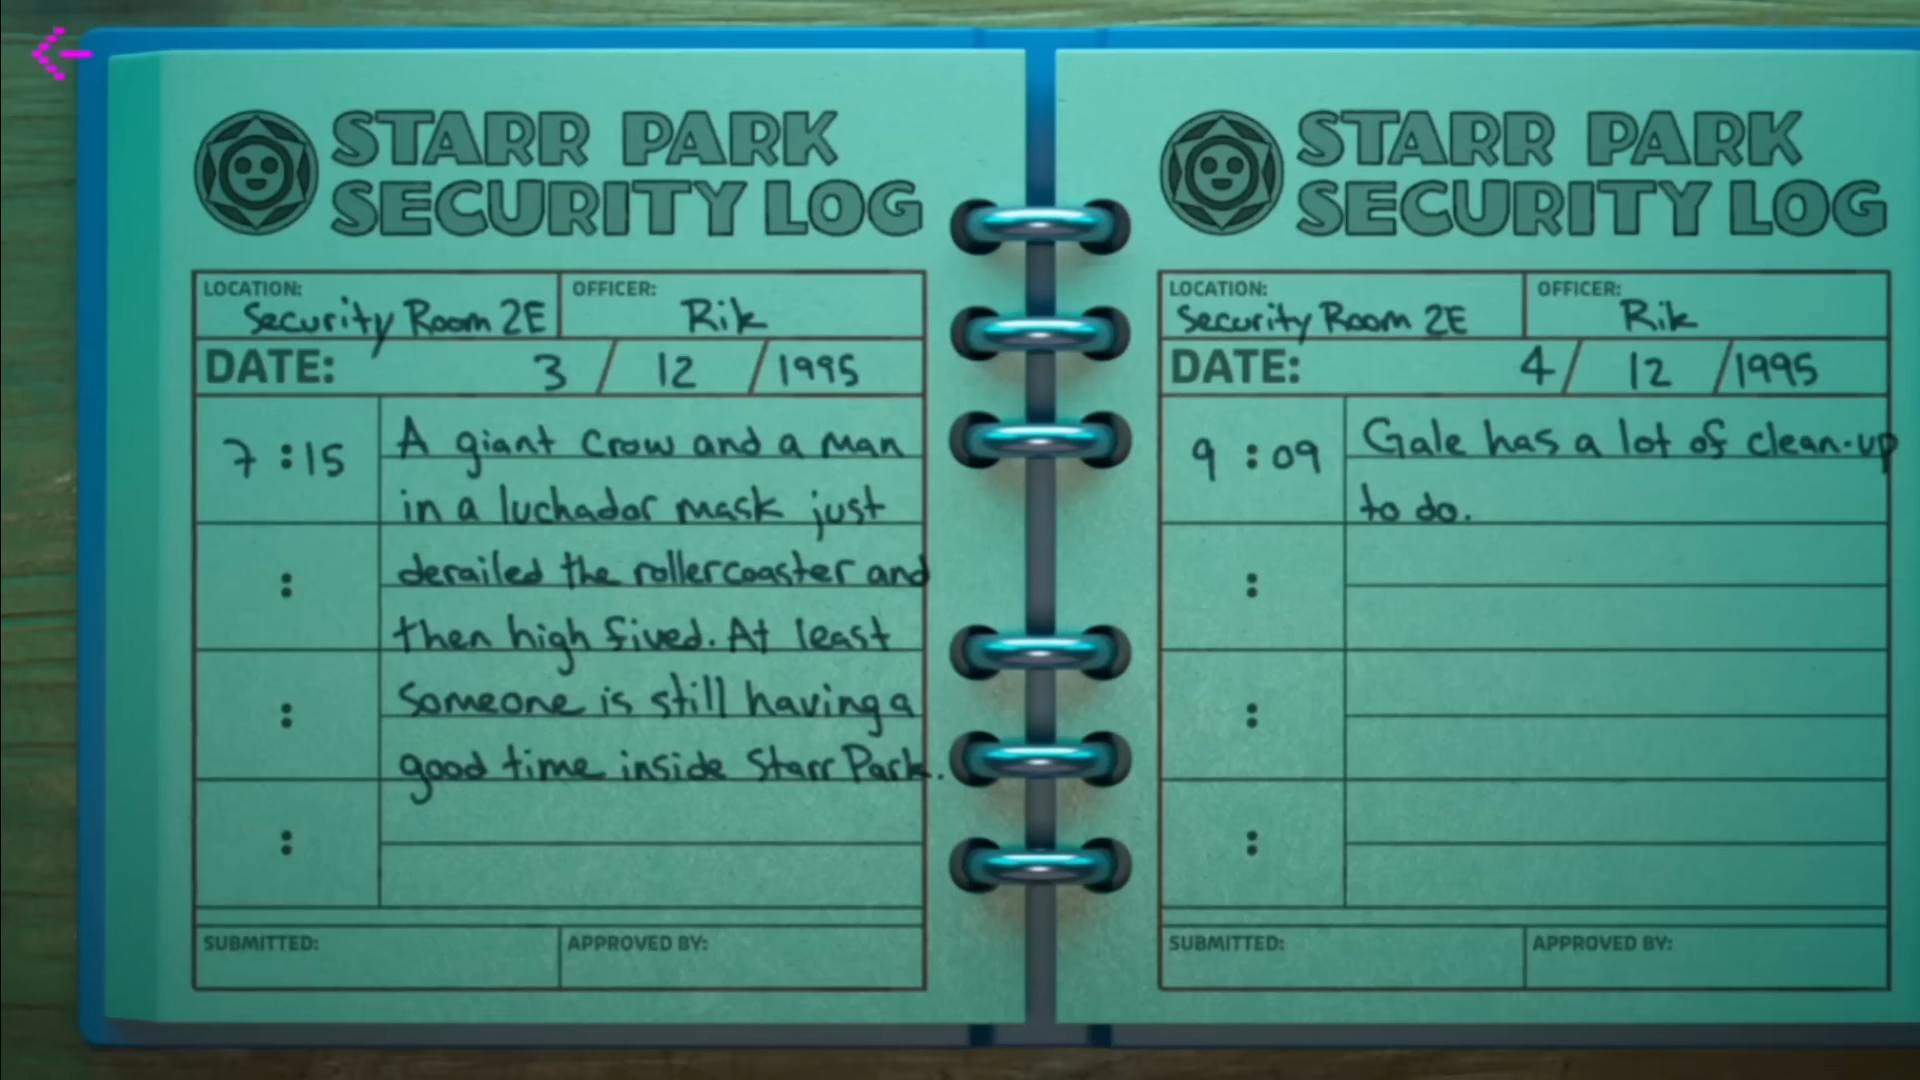 STARR PARK
SECURITY LOG
LOCATION:
Security Room 2E
OFFICER:
Rik
DATE: 3 / 12 / 1995
7:15
A giant crow and a man
in a luchador mask just
derailed the rollercoaster and
then high fived. At least
someone is still having a
good time inside Starr Park.
:
:
:
SUBMITTED:
APPROVED BY:
STARR PARK
SECURITY LOG
LOCATION:
Security Room 2E
OFFICER:
Rik
DATE: 4 / 12 / 1995
9:09
Gale has a lot of clean-up
to do.
:
:
:
SUBMITTED:
APPROVED BY: